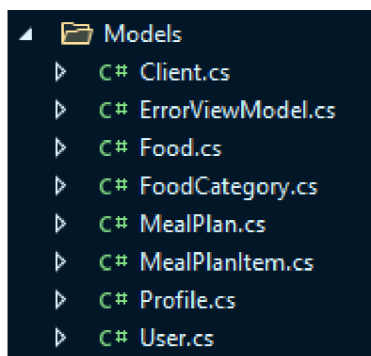 Models
C# Client.cs
C# ErrorViewModel.cs
C# Food.cs
C# FoodCategory.cs
C# MealPlan.cs
C# MealPlanItem.cs
C# Profile.cs
C# User.cs